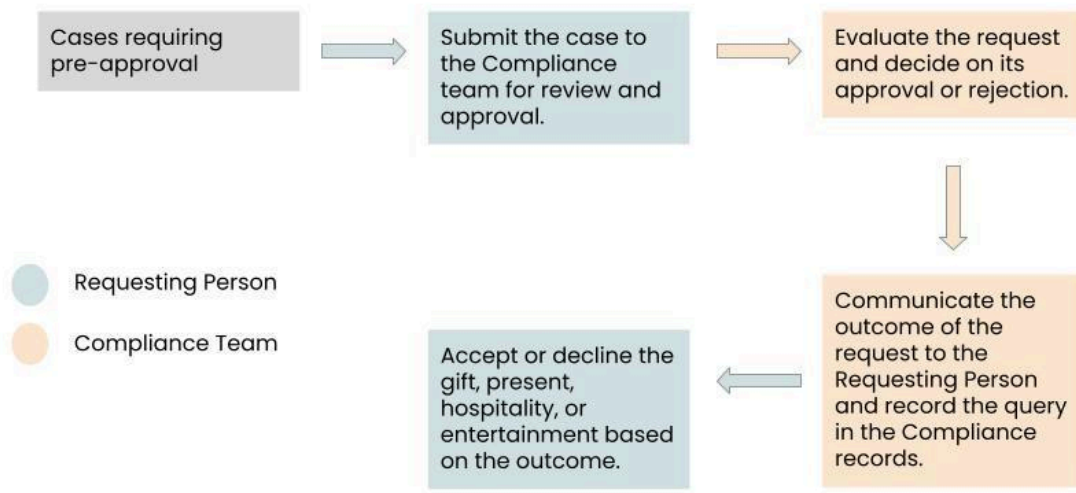 Cases requiring
pre-approval
Submit the case to
the Compliance
team for review and
approval.
Evaluate the request
and decide on its
approval or rejection.
Requesting Person
Compliance Team
Accept or decline the
gift, present,
hospitality, or
entertainment based
on the outcome.
Communicate the
outcome of the
request to the
Requesting Person
and record the query
in the Compliance
records.